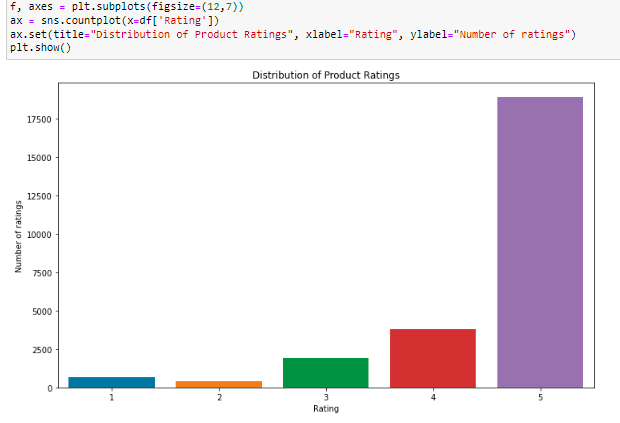 f, axes = plt.subplots(figsize=(12,7))
ax = sns.countplot(x=df['Rating'])
ax.set(title="Distribution of Product Ratings", xlabel="Rating", ylabel="Number of ratings")
plt.show()
Distribution of Product Ratings
17500
15000
12500
10000
7500
5000
2500
0
Number of ratings
1 2 3 4 5
Rating